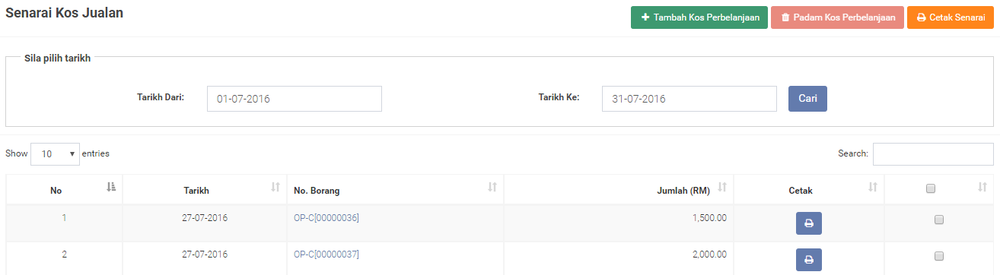 Senarai Kos Jualan
Tambah Kos Perbelanjaan Padam Kos Perbelanjaan Cetak Senarai
Sila pilih tarikh
Tarikh Dari: 01-07-2016 Tarikh Ke: 31-07-2016 Cari
Show 10 entries Search:
No Tarikh No. Borang Jumlah (RM) Cetak
1 27-07-2016 OP-C[00000036] 1,500.00
2 27-07-2016 OP-C[00000037] 2,000.00